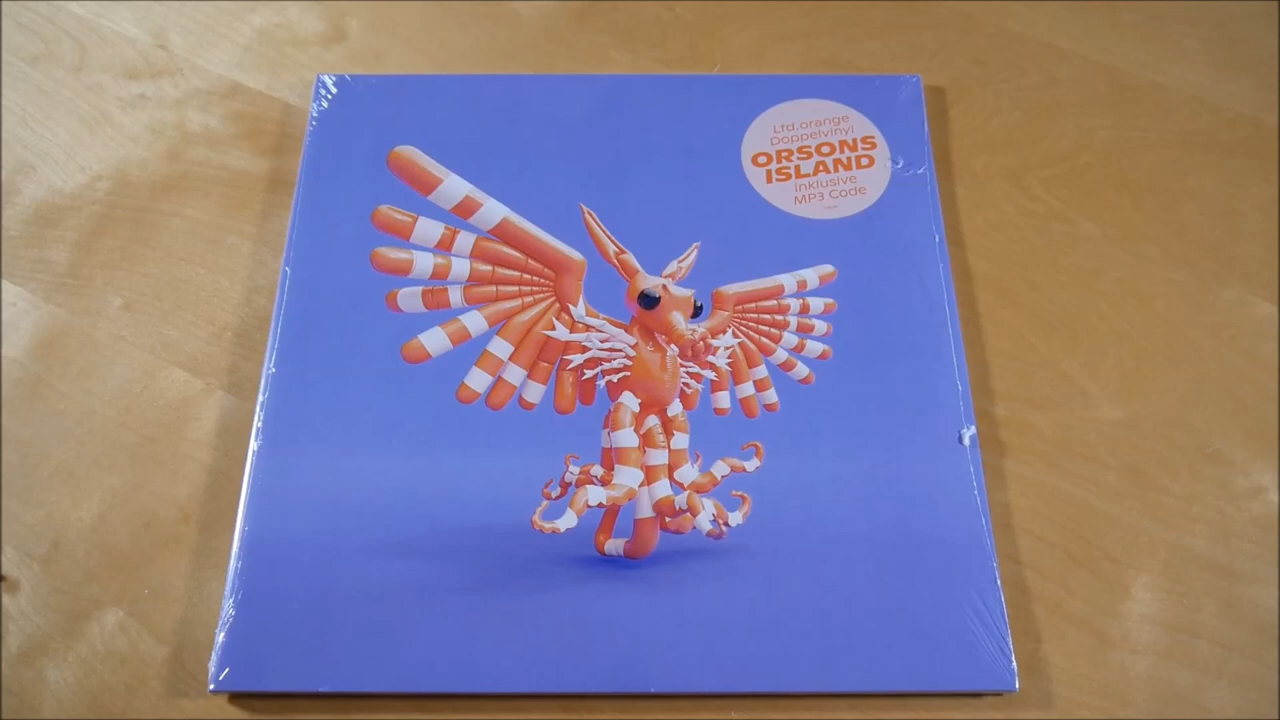 Ltd.orange
Doppelvinyl
ORSONS
ISLAND
inklusive
MP3 Code